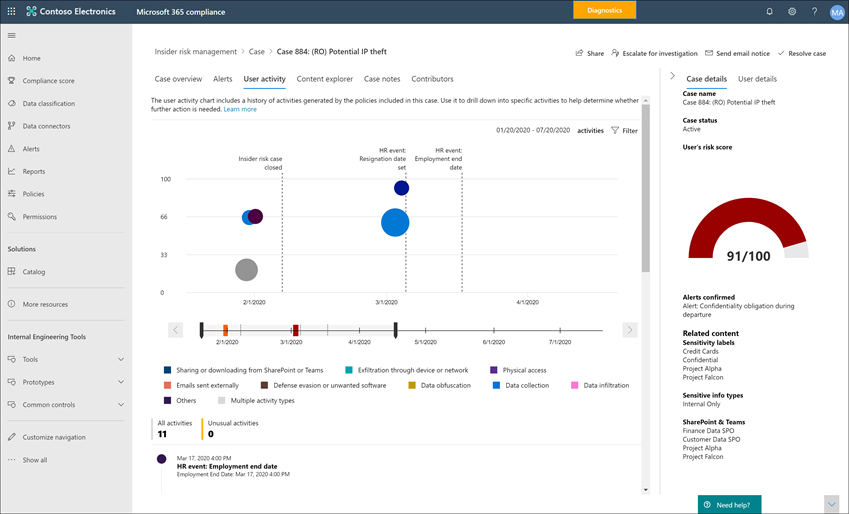 Contoso Electronics
Microsoft 365 compliance
Diagnostics
?
MA
Home
Compliance score
Data classification
Data connectors
Alerts
Reports
Policies
Permissions
Solutions
Catalog
More resources
Internal Engineering Tools
Tools
Prototypes
Common controls
Customize navigation
Show all
Insider risk management > Case > Case 884: (RO) Potential IP theft
Share
Escalate for investigation
Send email notice
Resolve case
Case overview
Alerts
User activity
Content explorer
Case notes
Contributors
The user activity chart includes a history of activities generated by the policies included in this case. Use it to drill down into specific activities to help determine whether
further action is needed. Learn more
01/20/2020 - 07/20/2020
activities
Filter
Insider risk case
closed
HR event:
Resignation date
set
HR event:
Employment end
date
100
66
33
0
2/1/2020
3/1/2020
4/1/2020
2/1/2020
3/1/2020
4/1/2020
5/1/2020
6/1/2020
7/1/2020
Sharing or downloading from SharePoint or Teams
Exfiltration through device or network
Physical access
Emails sent externally
Defense evasion or unwanted software
Data obfuscation
Data collection
Data infiltration
Others
Multiple activity types
All activities
11
Unusual activities
0
Mar 17, 2020 4:00 PM
HR event: Employment end date
Employment End Date: Mar 17, 2020 4:00 PM
Case details
User details
Case name
Case 884: (RO) Potential IP theft
Case status
Active
User's risk score
91/100
Alerts confirmed
Alert: Confidentiality obligation during
departure
Related content
Sensitivity labels
Credit Cards
Confidential
Project Alpha
Project Falcon
Sensitive info types
Internal Only
SharePoint & Teams
Finance Data SPO
Customer Data SPO
Project Alpha
Project Falcon
Need help?